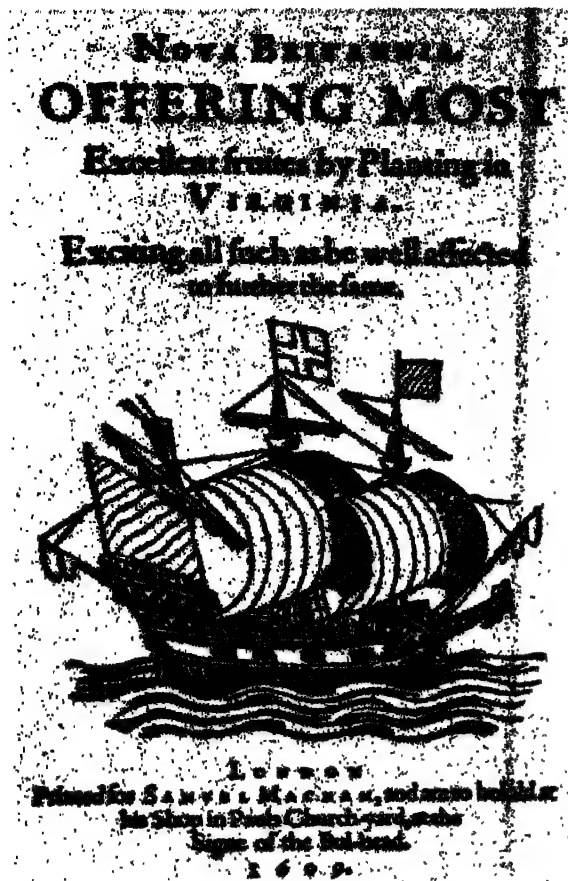 NOVA BRITANNIA.
OFFERING MOST
Excellent fruites by Planting in
VIRGINIA.
Exciting all such as be well affected
to further the same.
LONDON
Printed for SAMVEL MACHAM, and are to be sold at
his Shop in Pauls Church-yard, at the
Signe of the Bul-head.
1609.